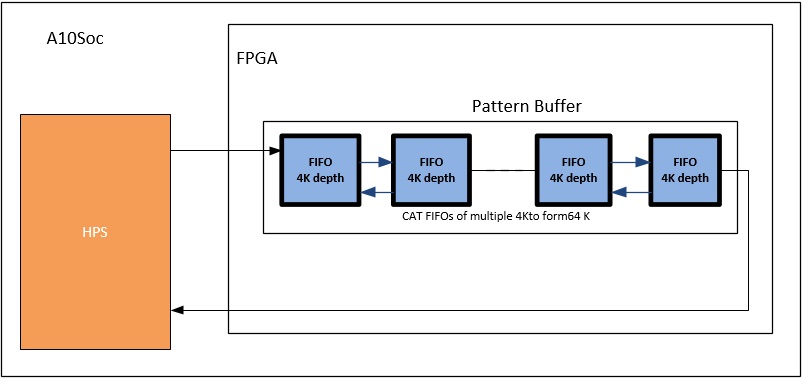 A10Soc
FPGA
Pattern Buffer
FIFO
4K depth
FIFO
4K depth
FIFO
4K depth
FIFO
4K depth
CAT FIFOs of multiple 4Kto form64 K
HPS